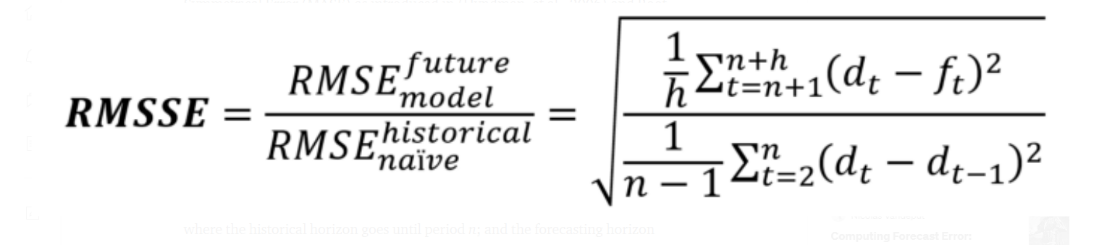 RMSSE = RMSE^{future}_{model} / RMSE^{historical}_{naïve} = √( (1/h ∑^{n+h}_{t=n+1}(d_t − f_t)²) / (1/(n − 1) ∑^{n}_{t=2}(d_t − d_{t−1})²) )
where the historical horizon goes until period n; and the forecasting horizon
Computing Forecast Error: